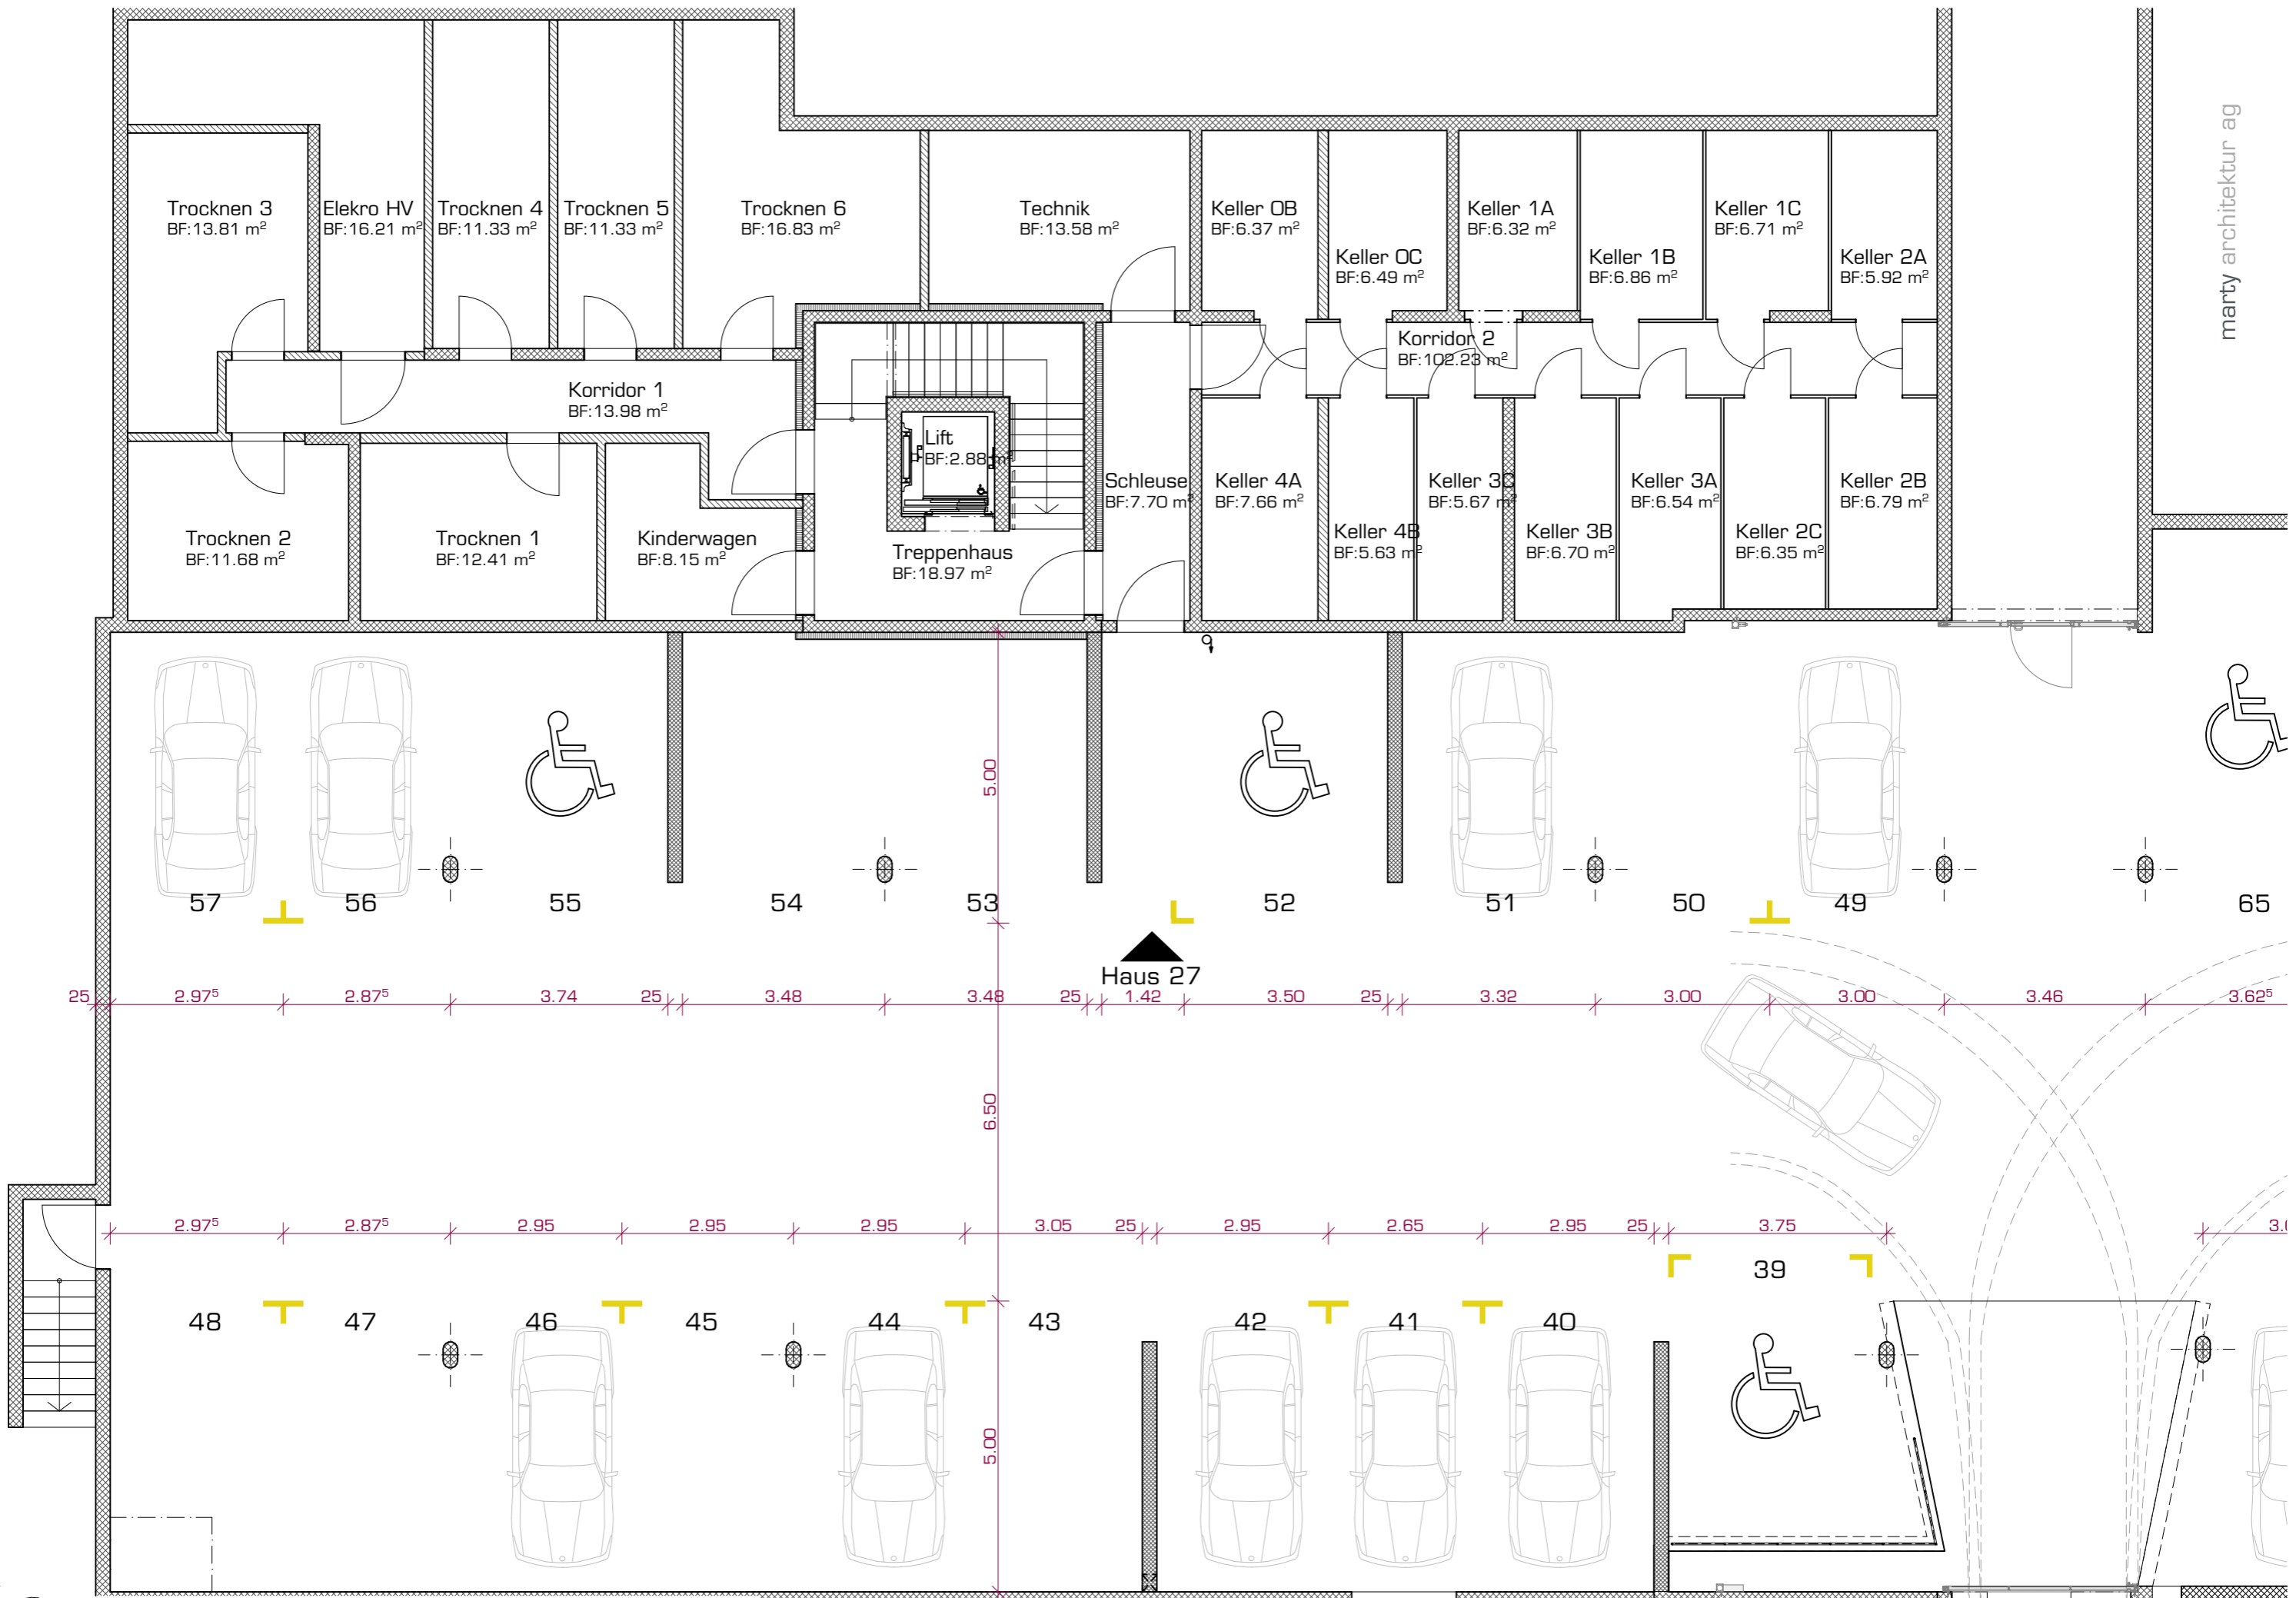 marty architektur ag
Trocknen 3
BF:13.81 m²
Elekro HV
BF:16.21 m²
Trocknen 4
BF:11.33 m²
Trocknen 5
BF:11.33 m²
Trocknen 6
BF:16.83 m²
Technik
BF:13.58 m²
Keller 0B
BF:6.37 m²
Keller 0C
BF:6.49 m²
Keller 1A
BF:6.32 m²
Keller 1B
BF:6.86 m²
Keller 1C
BF:6.71 m²
Keller 2A
BF:5.92 m²
Korridor 2
BF:102.23 m²
Korridor 1
BF:13.98 m²
Lift
BF:2.88 m²
Schleuse
BF:7.70 m²
Keller 4A
BF:7.66 m²
Keller 4B
BF:5.63 m²
Keller 3C
BF:5.67 m²
Keller 3B
BF:6.70 m²
Keller 3A
BF:6.54 m²
Keller 2C
BF:6.35 m²
Keller 2B
BF:6.79 m²
Trocknen 2
BF:11.68 m²
Trocknen 1
BF:12.41 m²
Kinderwagen
BF:8.15 m²
Treppenhaus
BF:18.97 m²
5.00
57 56 55 54 53 52 51 50 49 65
Haus 27
25 2.97⁵ 2.87⁵ 3.74 25 3.48 3.48 25 1.42 3.50 25 3.32 3.00 3.00 3.46 3.62⁵
6.50
2.97⁵ 2.87⁵ 2.95 2.95 2.95 3.05 25 2.95 2.65 2.95 25 3.75
39
48 47 46 45 44 43 42 41 40
5.00